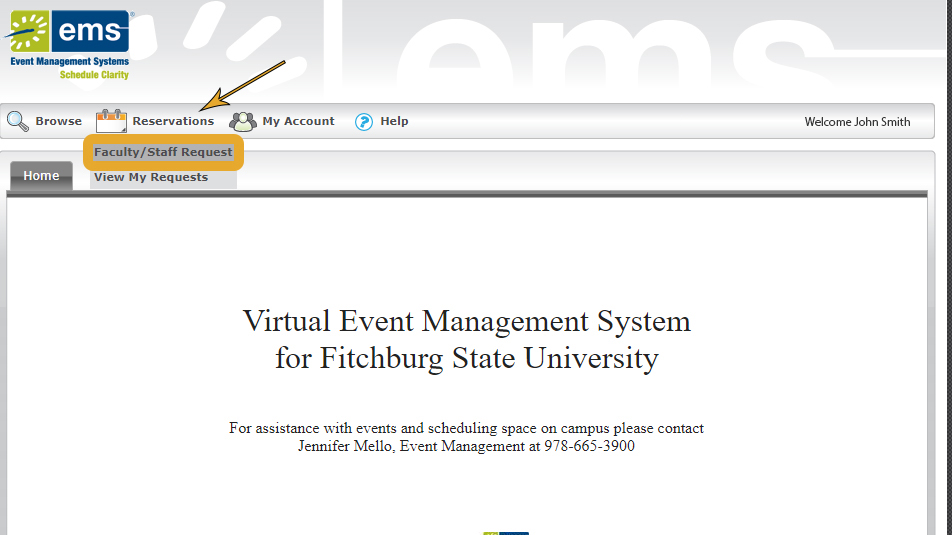 ems
Event Management Systems
Schedule Clarity
ems
Browse
Reservations
My Account
Help
Welcome John Smith
Faculty/Staff Request
Home
View My Requests
Virtual Event Management System
for Fitchburg State University
For assistance with events and scheduling space on campus please contact
Jennifer Mello, Event Management at 978-665-3900